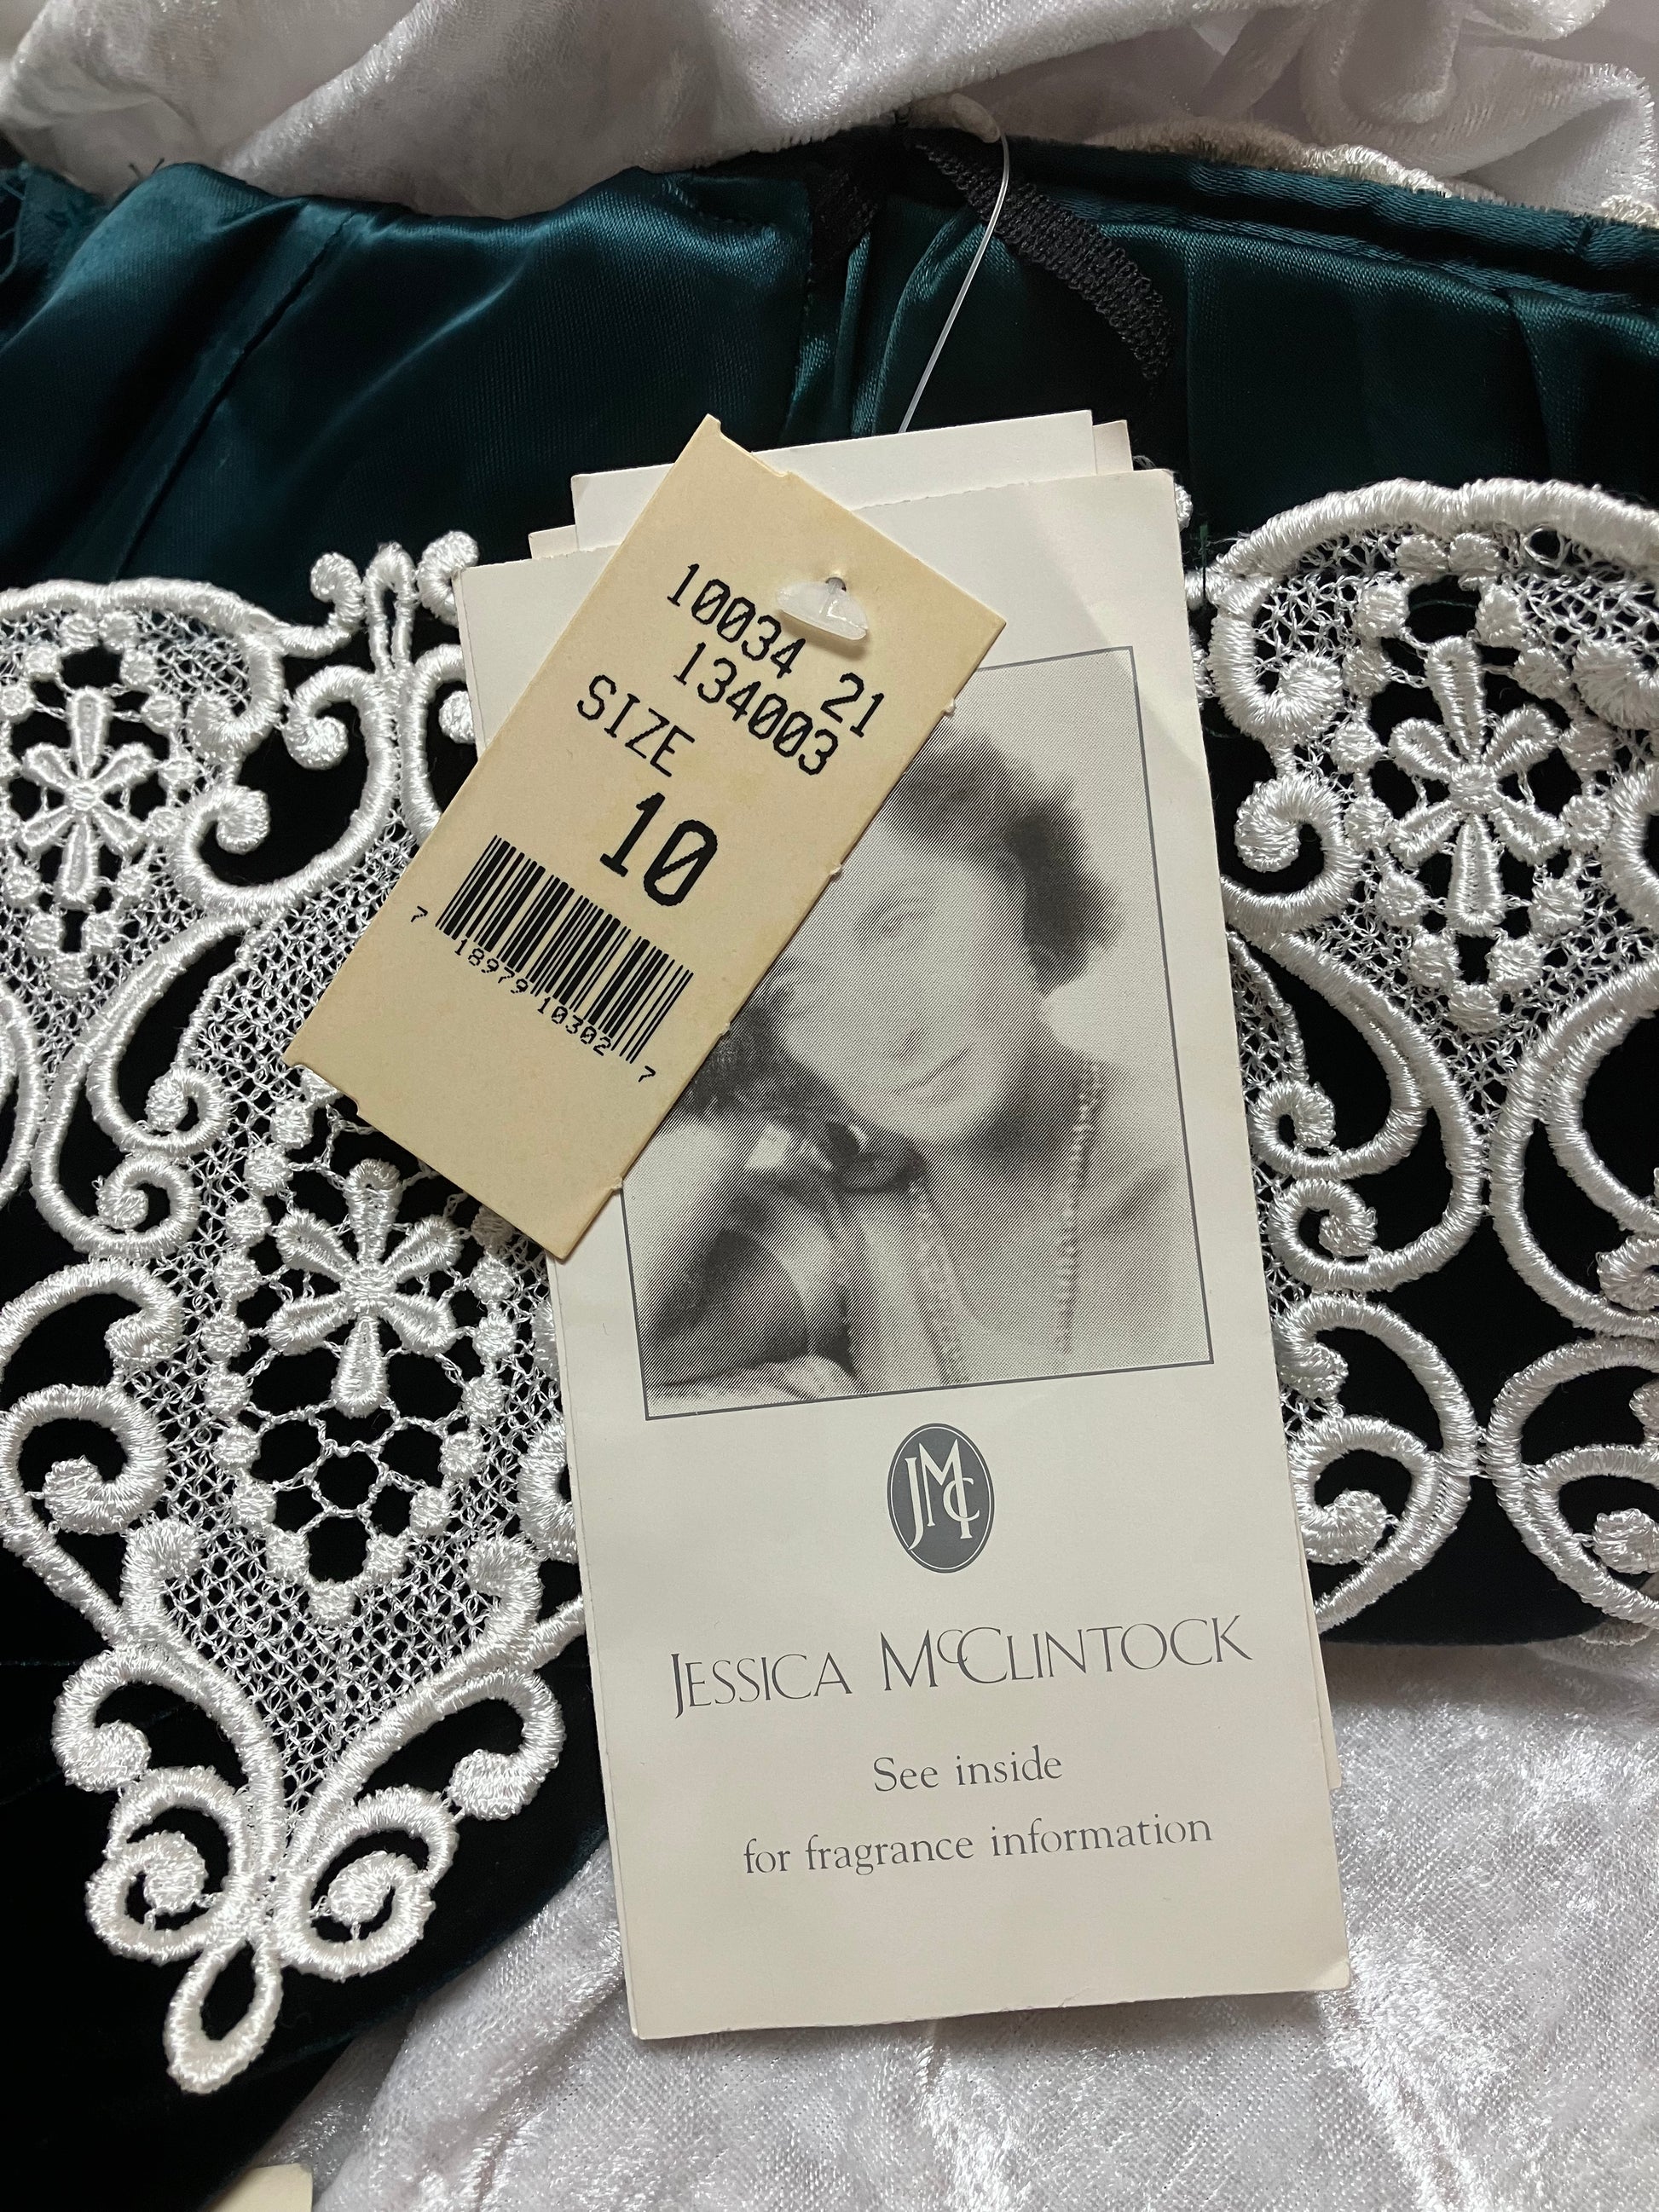 10034 21
134003
SIZE
10
7 18979 10302 7
JMC
JESSICA MCCLINTOCK
See inside
for fragrance information